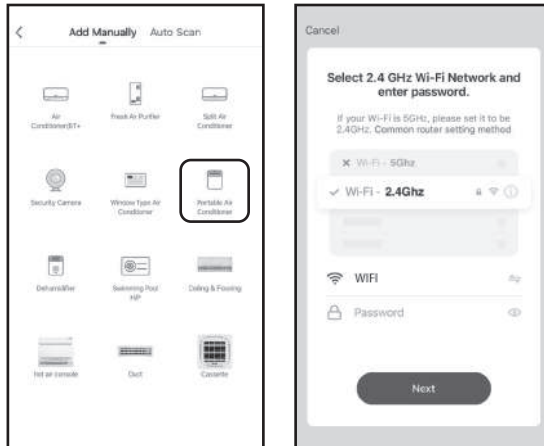 Add Manually Auto Scan
Air
Conditioner(BT+
Fresh Air Purifier
Split Air
Conditioner
Security Camera
Window Type Air
Conditioner
Portable Air
Conditioner
Dehumidifier
Swimming Pool
H/P
Ceiling & Flooring
hot air console
Duct
Cassette
Cancel
Select 2.4 GHz Wi-Fi Network and
enter password.
If your Wi-Fi is 5GHz, please set it to be
2.4GHz. Common router setting method
Wi-Fi - 5Ghz
Wi-Fi - 2.4Ghz
WIFI
Password
Next